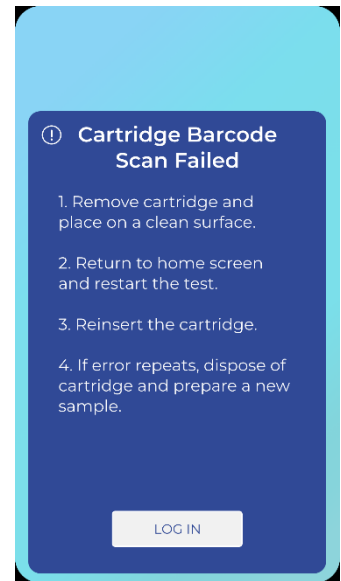 Cartridge Barcode
Scan Failed
1. Remove cartridge and
place on a clean surface.
2. Return to home screen
and restart the test.
3. Reinsert the cartridge.
4. If error repeats, dispose of
cartridge and prepare a new
sample.
LOG IN